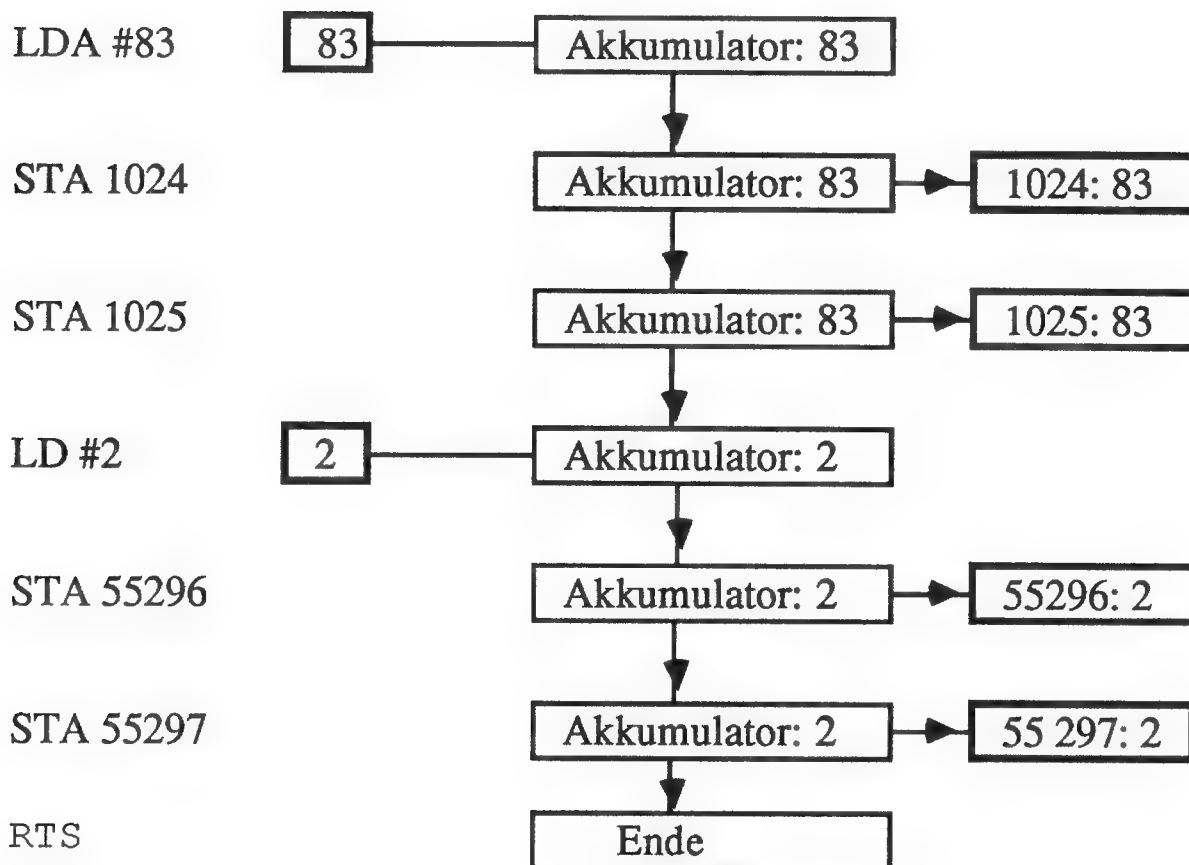 LDA #83 83 Akkumulator: 83
STA 1024 Akkumulator: 83 1024: 83
STA 1025 Akkumulator: 83 1025: 83
LD #2 2 Akkumulator: 2
STA 55296 Akkumulator: 2 55296: 2
STA 55297 Akkumulator: 2 55 297: 2
RTS Ende